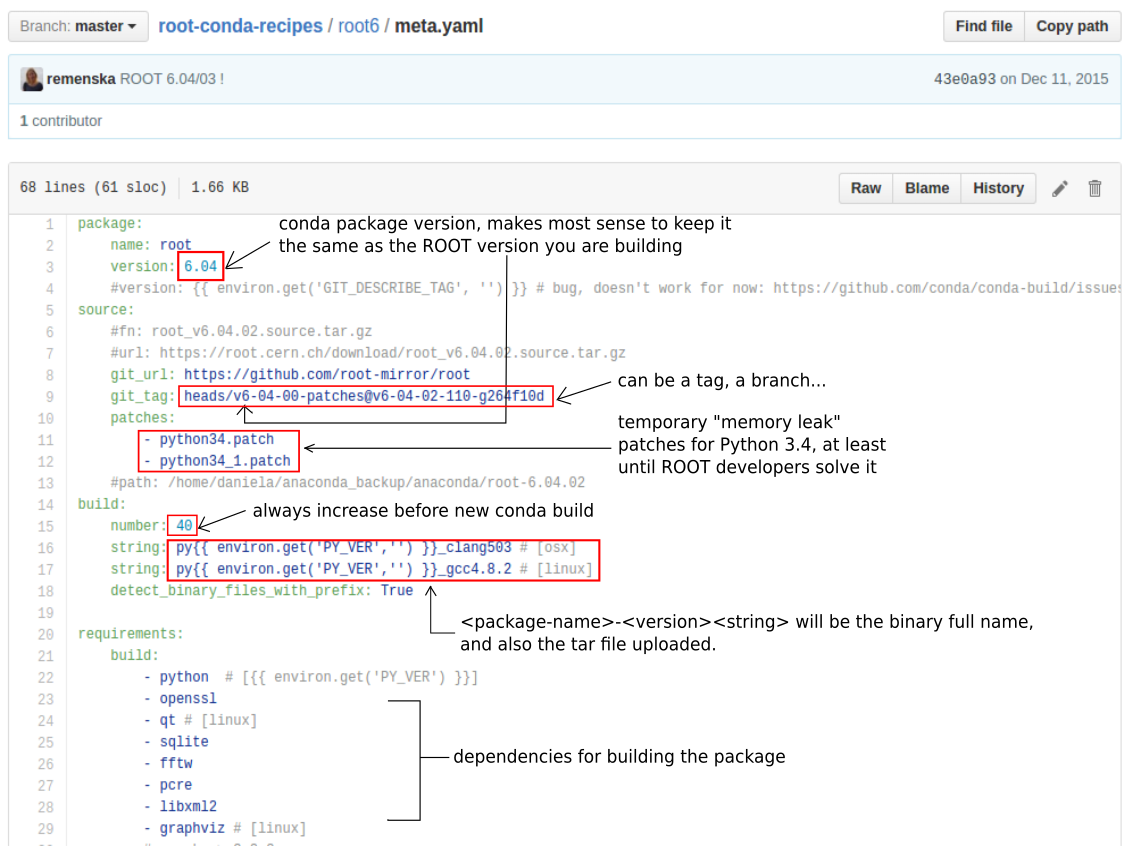 Branch: master
root-conda-recipes / root6 / meta.yaml
Find file
Copy path
remenska ROOT 6.04/03 !
43e0a93 on Dec 11, 2015
1 contributor
68 lines (61 sloc) 1.66 KB
Raw
Blame
History
1 package:
conda package version, makes most sense to keep it
the same as the ROOT version you are building
2 name: root
3 version: 6.04
4 #version: {{ environ.get('GIT_DESCRIBE_TAG', '') }} # bug, doesn't work for now: https://github.com/conda/conda-build/issues
5 source:
6 #fn: root_v6.04.02.source.tar.gz
7 #url: https://root.cern.ch/download/root_v6.04.02.source.tar.gz
8 git_url: https://github.com/root-mirror/root
can be a tag, a branch...
9 git_tag: heads/v6-04-00-patches@v6-04-02-110-g264f10d
10 patches:
temporary "memory leak"
patches for Python 3.4, at least
until ROOT developers solve it
11 - python34.patch
12 - python34_1.patch
13 #path: /home/daniela/anaconda_backup/anaconda/root-6.04.02
14 build:
always increase before new conda build
15 number: 40
16 string: py{{ environ.get('PY_VER','') }}_clang503 # [osx]
17 string: py{{ environ.get('PY_VER','') }}_gcc4.8.2 # [linux]
18 detect_binary_files_with_prefix: True
19
<package-name>-<version><string> will be the binary full name,
and also the tar file uploaded.
20 requirements:
21 build:
22 - python # [{{ environ.get('PY_VER') }}]
23 - openssl
24 - qt # [linux]
25 - sqlite
dependencies for building the package
26 - fftw
27 - pcre
28 - libxml2
29 - graphviz # [linux]